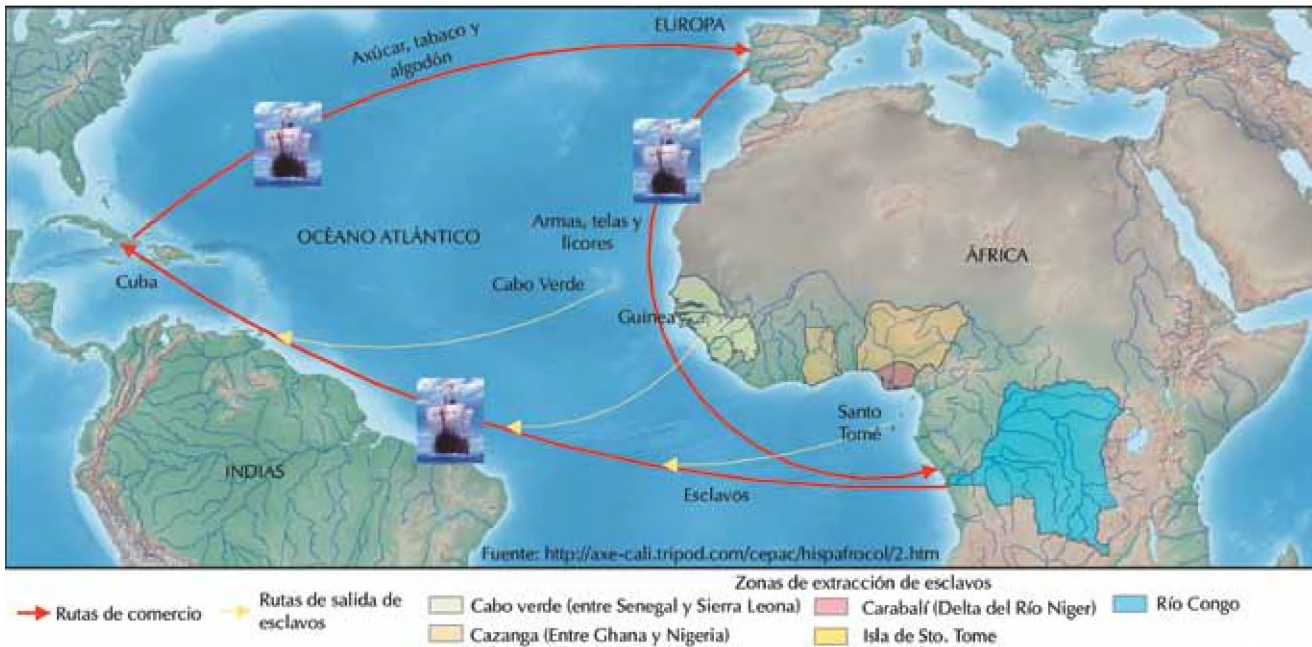 EUROPA
Axúcar, tabaco y
algodón
OCÈANO ATLÀNTICO
Armas, telas y
licores
ÁFRICA
Cuba
Cabo Verde
Guinea
Santo
Tomé
INDIAS
Esclavos
Fuente: http://axe-cali.tripod.com/cepac/hispafrocol/2.htm
Zonas de extracción de esclavos
Rutas de comercio
Rutas de salida de
esclavos
Cabo verde (entre Senegal y Sierra Leona)
Carabalí (Delta del Río Niger)
Río Congo
Cazanga (Entre Ghana y Nigeria)
Isla de Sto. Tome